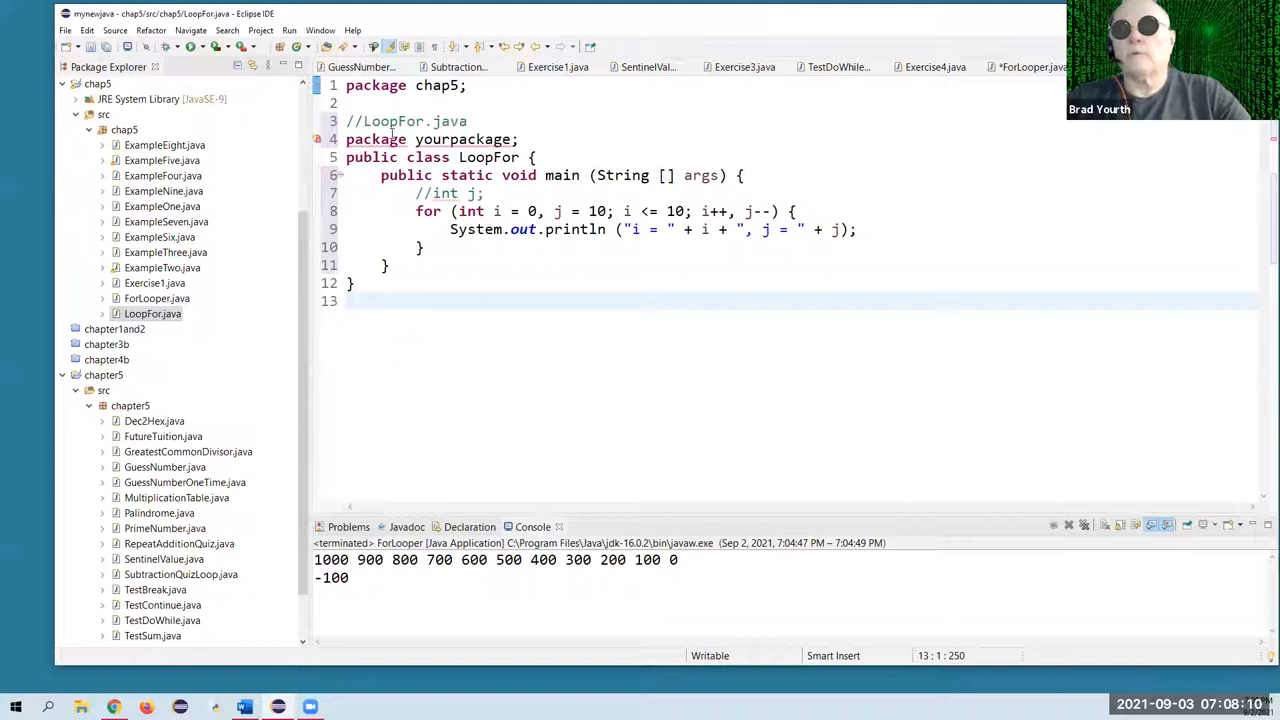 mynewjava - chap5/src/chap5/LoopFor.java - Eclipse IDE
File Edit Source Refactor Navigate Search Project Run Window Help
Package Explorer
GuessNumber... Subtraction... Exercise1.java SentinelVal... Exercise3.java TestDoWhile... Exercise4.java *ForLooper.java
chap5
JRE System Library [JavaSE-9]
src
chap5
ExampleEight.java
ExampleFive.java
ExampleFour.java
ExampleNine.java
ExampleOne.java
ExampleSeven.java
ExampleSix.java
ExampleThree.java
ExampleTwo.java
Exercise1.java
ForLooper.java
LoopFor.java
chapter1and2
chapter3b
chapter4b
chapter5
src
chapter5
Dec2Hex.java
FutureTuition.java
GreatestCommonDivisor.java
GuessNumber.java
GuessNumberOneTime.java
MultiplicationTable.java
Palindrome.java
PrimeNumber.java
RepeatAdditionQuiz.java
SentinelValue.java
SubtractionQuizLoop.java
TestBreak.java
TestContinue.java
TestDoWhile.java
TestSum.java
1 package chap5;
2
3 //LoopFor.java
4 package yourpackage;
5 public class LoopFor {
6 public static void main (String [] args) {
7 //int j;
8 for (int i = 0, j = 10; i <= 10; i++, j--) {
9 System.out.println ("i = " + i + ", j = " + j);
10 }
11 }
12 }
13
Brad Yourth
Problems Javadoc Declaration Console
<terminated> ForLooper [Java Application] C:\Program Files\Java\jdk-16.0.2\bin\javaw.exe (Sep 2, 2021, 7:04:47 PM – 7:04:49 PM)
1000 900 800 700 600 500 400 300 200 100 0
-100
Writable Smart Insert 13 : 1 : 250
2021-09-03 07:08:10
9/2/2021